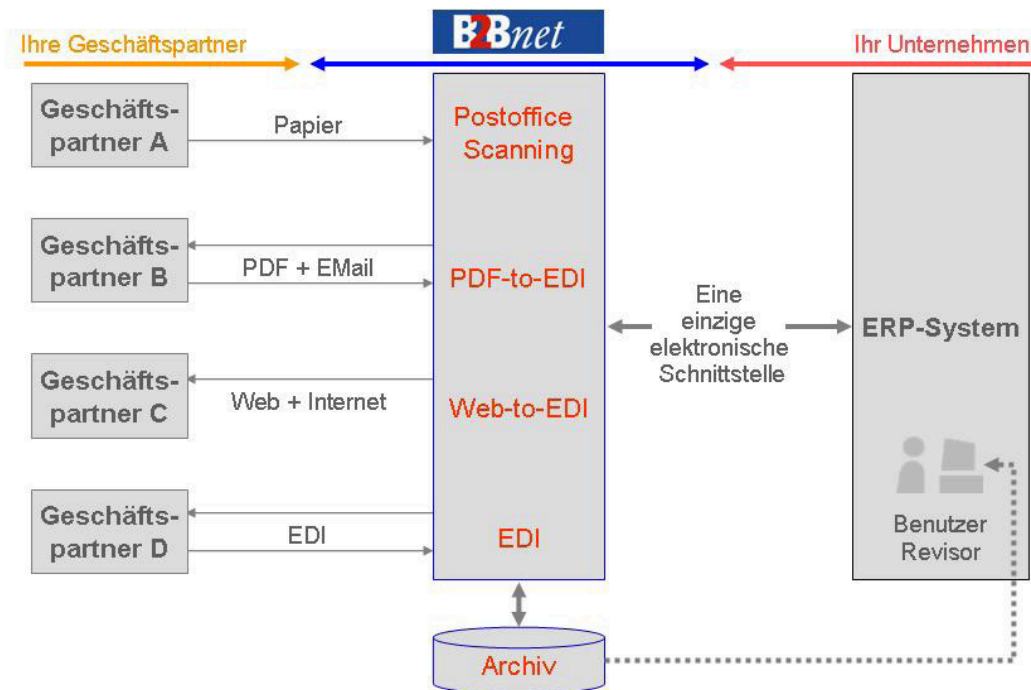 B2Bnet
Ihre Geschäftspartner
Ihr Unternehmen
Geschäfts-
partner A
Papier
Postoffice
Scanning
Geschäfts-
partner B
PDF + EMail
PDF-to-EDI
Eine
einzige
elektronische
Schnittstelle
ERP-System
Geschäfts-
partner C
Web + Internet
Web-to-EDI
Geschäfts-
partner D
EDI
EDI
Benutzer
Revisor
Archiv